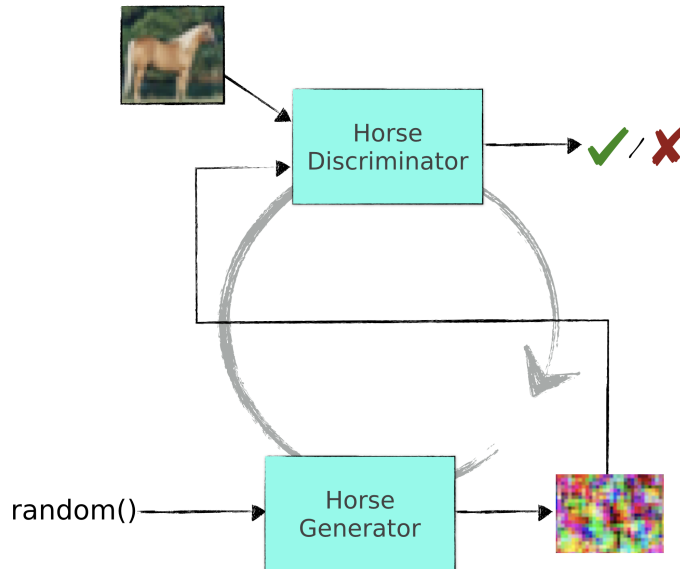 Horse
Discriminator
/
random()
Horse
Generator